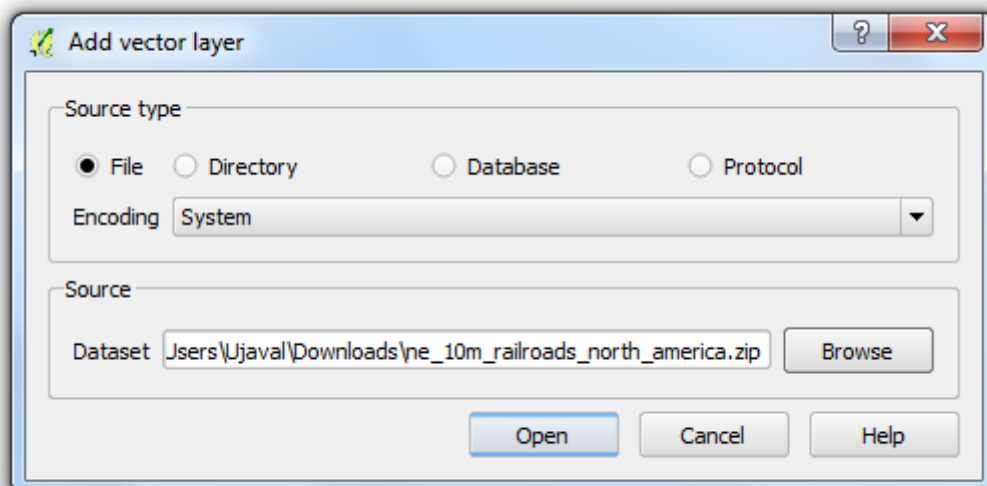 Add vector layer
Source type
File Directory Database Protocol
Encoding System
Source
Dataset Users\Ujaval\Downloads\ne_10m_railroads_north_america.zip Browse
Open Cancel Help